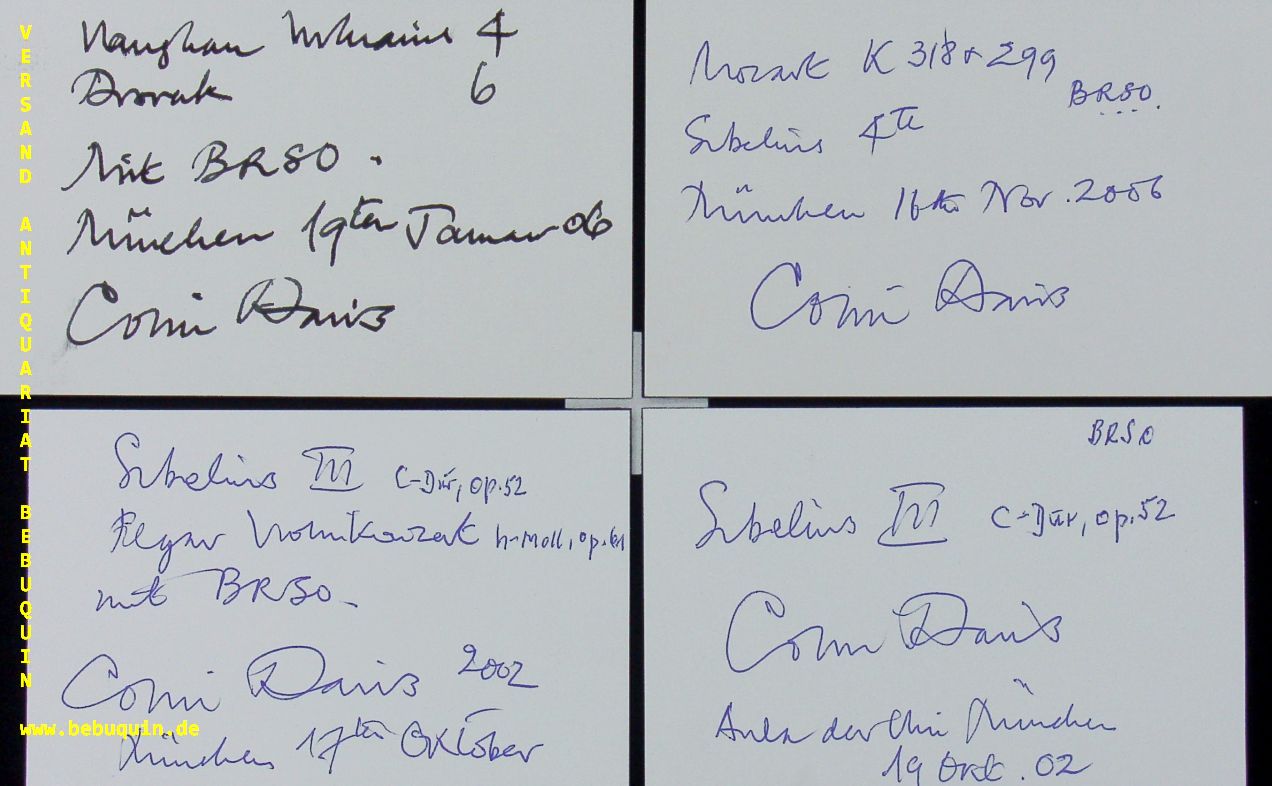 Vaughan Williams 4
Dvorak 6
Mit BRSO.
München 19ten Januar 06
Colin Davis
Mozart K 318 & 299
BRSO
Sibelius 4te
München 16ten Nov. 2006
Colin Davis
Sibelius III C-Dur, op.52
Elgar Violinkonzert h-moll, op.61
mit BRSO
Colin Davis 2002
München 17ten Oktober
BRSO
Sibelius III C-Dur, op.52
Colin Davis
Aula der Uni München
19 Okt. 02
VERSAND ANTIQUARIAT BEBUQUIN
www.bebuquin.de